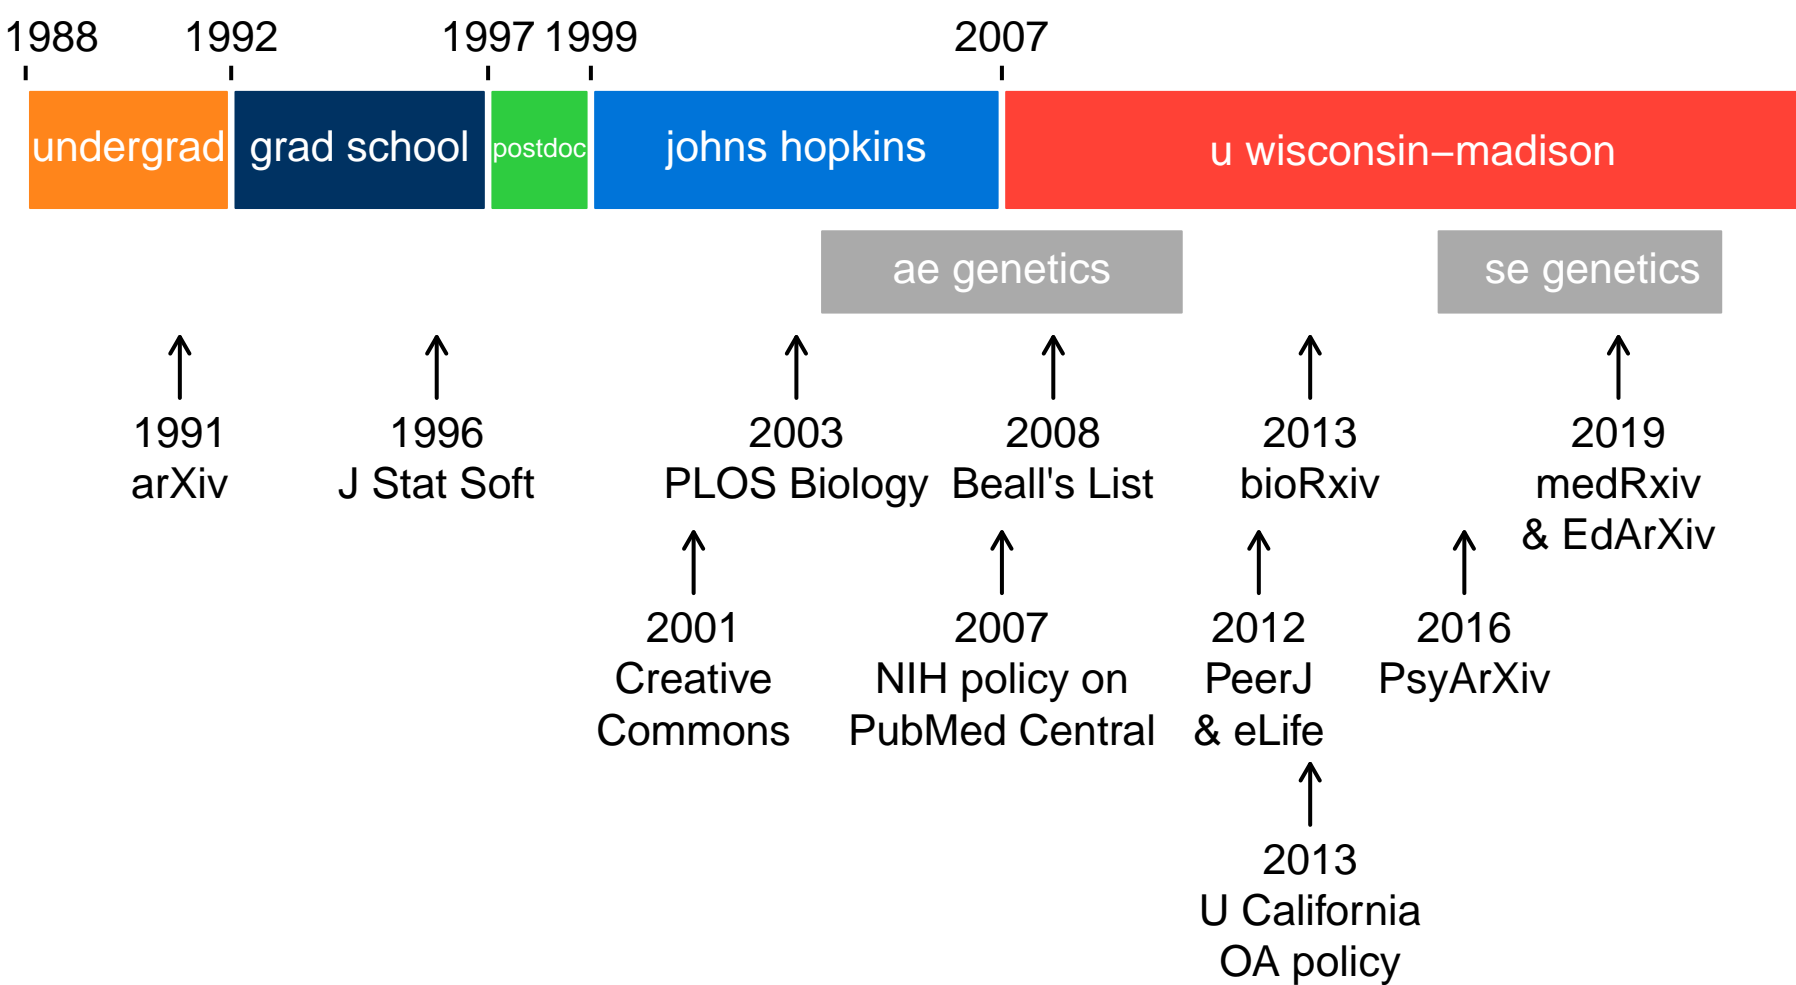 1988 1992 1997 1999 2007
undergrad grad school postdoc johns hopkins u wisconsin–madison
ae genetics se genetics
1991 1996 2003 2008 2013 2019
arXiv J Stat Soft PLOS Biology Beall's List bioRxiv medRxiv
& EdArXiv
2001 2007 2012 2016
Creative NIH policy on PeerJ PsyArXiv
Commons PubMed Central & eLife
2013
U California
OA policy